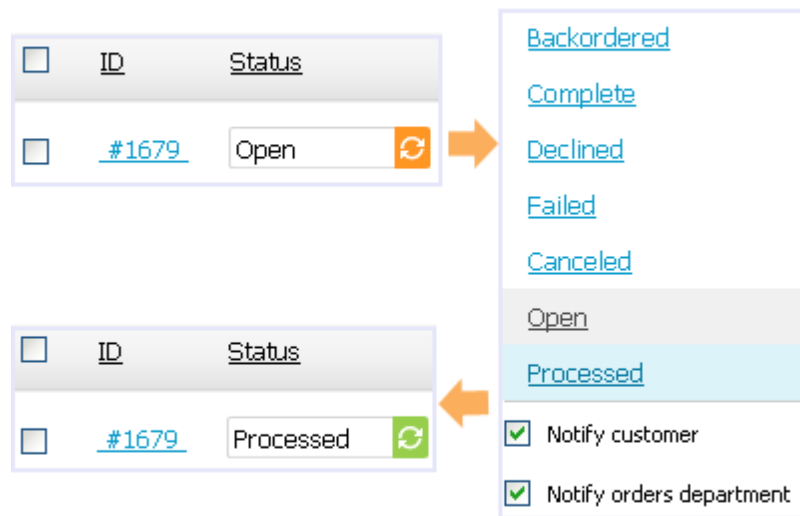 ID Status
#1679 Open
Backordered
Complete
Declined
Failed
Canceled
Open
Processed
Notify customer
Notify orders department
ID Status
#1679 Processed